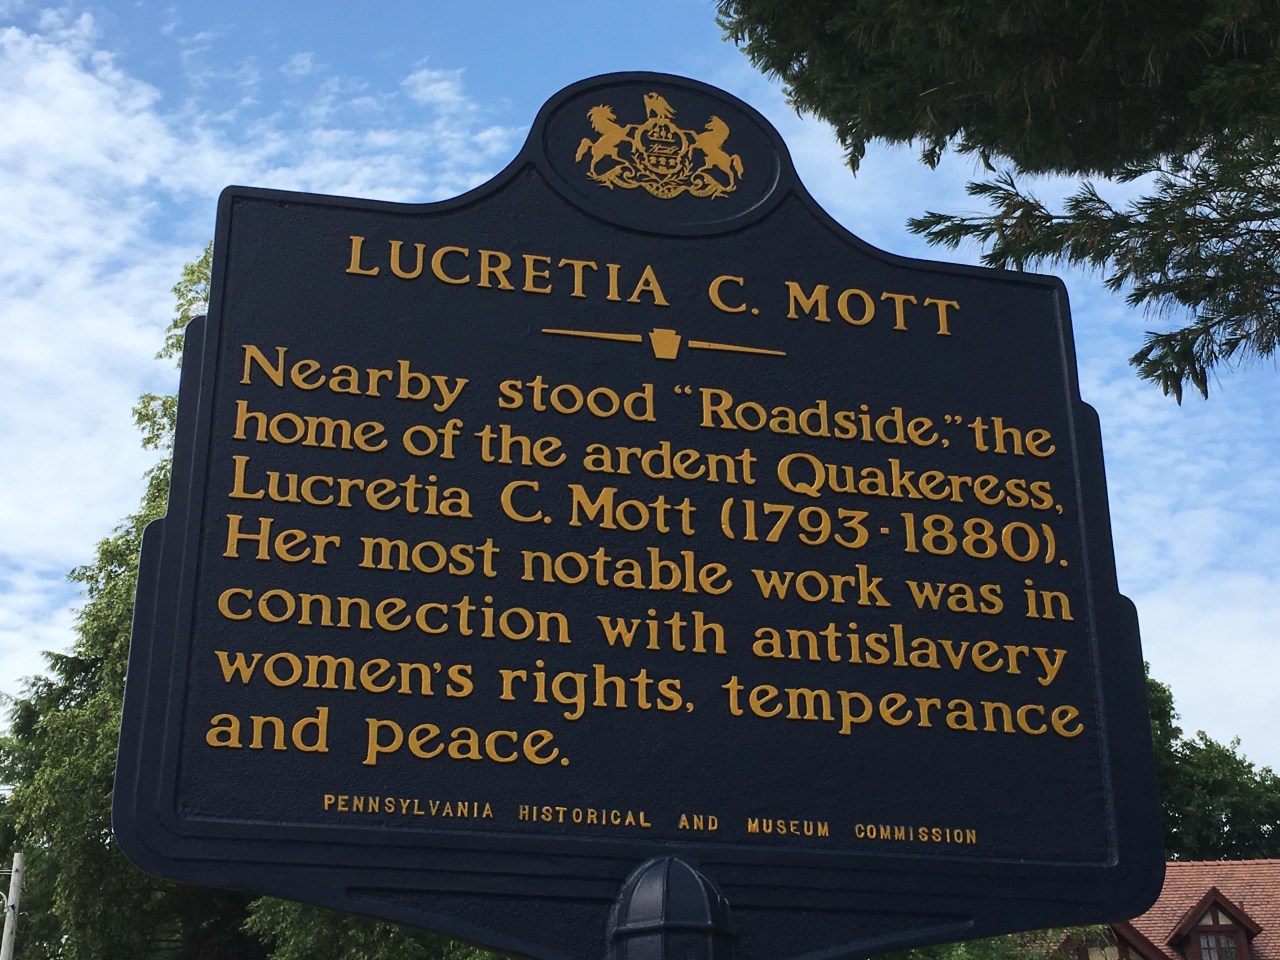 LUCRETIA C. MOTT
Nearby stood "Roadside," the
home of the ardent Quakeress,
Lucretia C. Mott (1793-1880).
Her most notable work was in
connection with antislavery
women's rights, temperance
and peace.
PENNSYLVANIA HISTORICAL AND MUSEUM COMMISSION